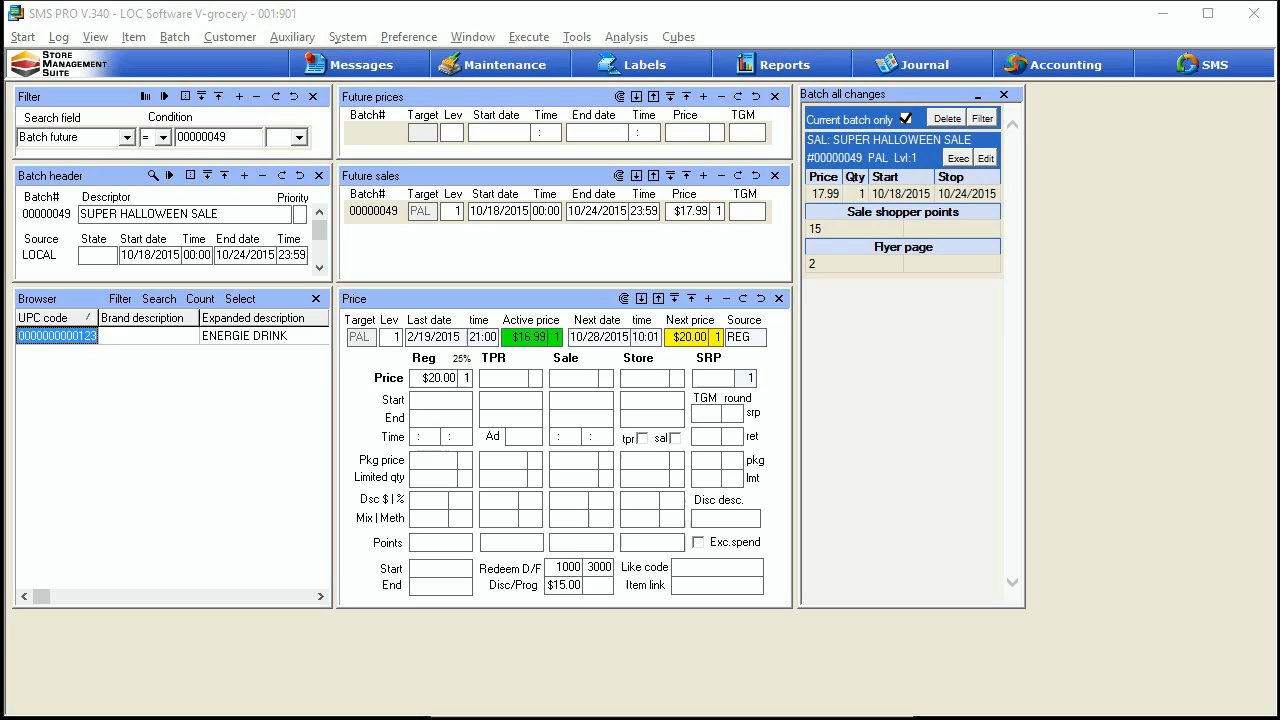 SMS PRO V.340 - LOC Software V-grocery - 001:901
Start Log View Item Batch Customer Auxiliary System Preference Window Execute Tools Analysis Cubes
STORE
MANAGEMENT
SUITE
Messages Maintenance Labels Reports Journal Accounting SMS
Filter
Search field Condition
Batch future = 00000049
Batch header
Batch# Descriptor Priority
00000049 SUPER HALLOWEEN SALE
Source State Start date Time End date Time
LOCAL 10/18/2015 00:00 10/24/2015 23:59
Browser Filter Search Count Select
UPC code / Brand description Expanded description
0000000000123 ENERGIE DRINK
Future prices
Batch# Target Lev Start date Time End date Time Price TGM
: :
Future sales
Batch# Target Lev Start date Time End date Time Price TGM
00000049 PAL 1 10/18/2015 00:00 10/24/2015 23:59 $17.99 1
Price
Target Lev Last date time Active price Next date time Next price Source
PAL 1 2/19/2015 21:00 $16.99 1 10/28/2015 10:01 $20.00 1 REG
Reg 25% TPR Sale Store SRP
Price $20.00 1 1
Start TGM round
End srp
Time : : Ad : : tpr sal ret
Pkg price pkg
Limited qty lmt
Dsc $ | % Disc desc.
Mix | Meth
Points Exc.spend
Start Redeem D/F 1000 3000 Like code
End Disc/Prog $15.00 Item link
Batch all changes
Current batch only Delete Filter
SAL: SUPER HALLOWEEN SALE
#00000049 PAL Lvl:1 Exec Edit
Price Qty Start Stop
17.99 1 10/18/2015 10/24/2015
Sale shopper points
15
Flyer page
2